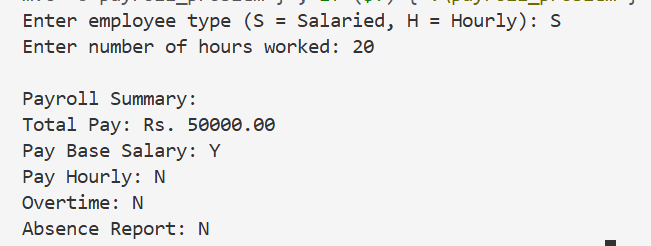 Enter employee type (S = Salaried, H = Hourly): S
Enter number of hours worked: 20
Payroll Summary:
Total Pay: Rs. 50000.00
Pay Base Salary: Y
Pay Hourly: N
Overtime: N
Absence Report: N